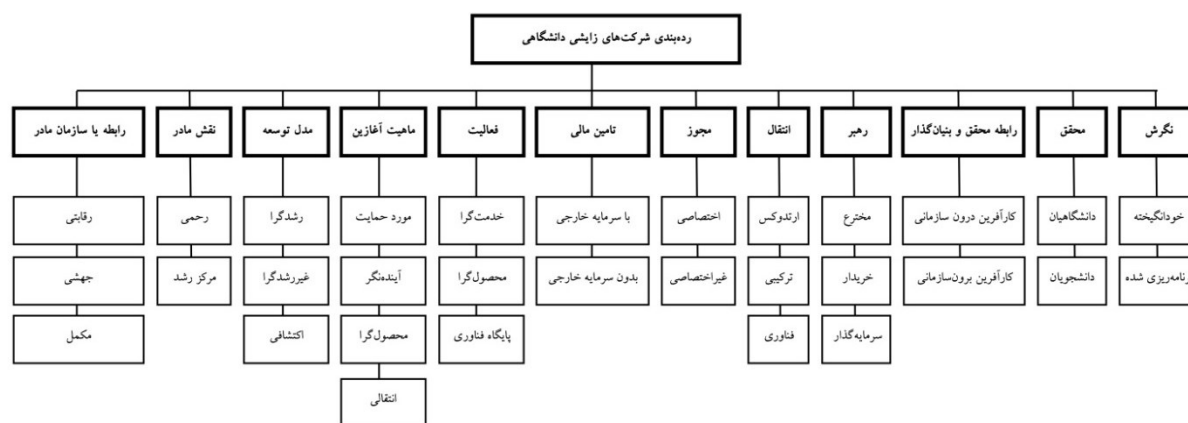 رده‌بندی شرکت‌های زایشی دانشگاهی
نگرش
محقق
رابطه محقق و بنیان‌گذار
رهبر
انتقال
مجوز
تامین مالی
فعالیت
ماهیت آغازین
مدل توسعه
نقش مادر
رابطه یا سازمان مادر
خودانگیخته
دانشگاهیان
کارآفرین درون سازمانی
مخترع
ارتدوکس
اختصاصی
با سرمایه خارجی
خدمت‌گرا
مورد حمایت
رشدگرا
رحمی
رقابتی
برنامه‌ریزی شده
دانشجویان
کارآفرین برون‌سازمانی
خریدار
ترکیبی
غیراختصاصی
بدون سرمایه خارجی
محصول‌گرا
آینده‌نگر
غیررشدگرا
مرکز رشد
جهشی
سرمایه‌گذار
فناوری
پایگاه فناوری
محصول‌گرا
اکتشافی
مکمل
انتقالی